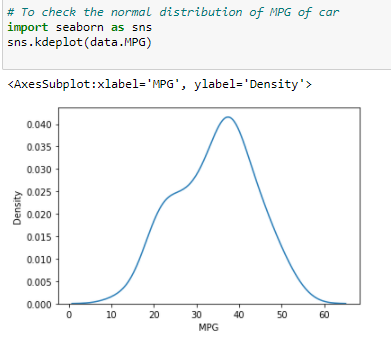 # To check the normal distribution of MPG of car
import seaborn as sns
sns.kdeplot(data.MPG)
<AxesSubplot:xlabel='MPG', ylabel='Density'>
0.040
0.035
0.030
0.025
0.020
0.015
0.010
0.005
0.000
Density
0 10 20 30 40 50 60
MPG